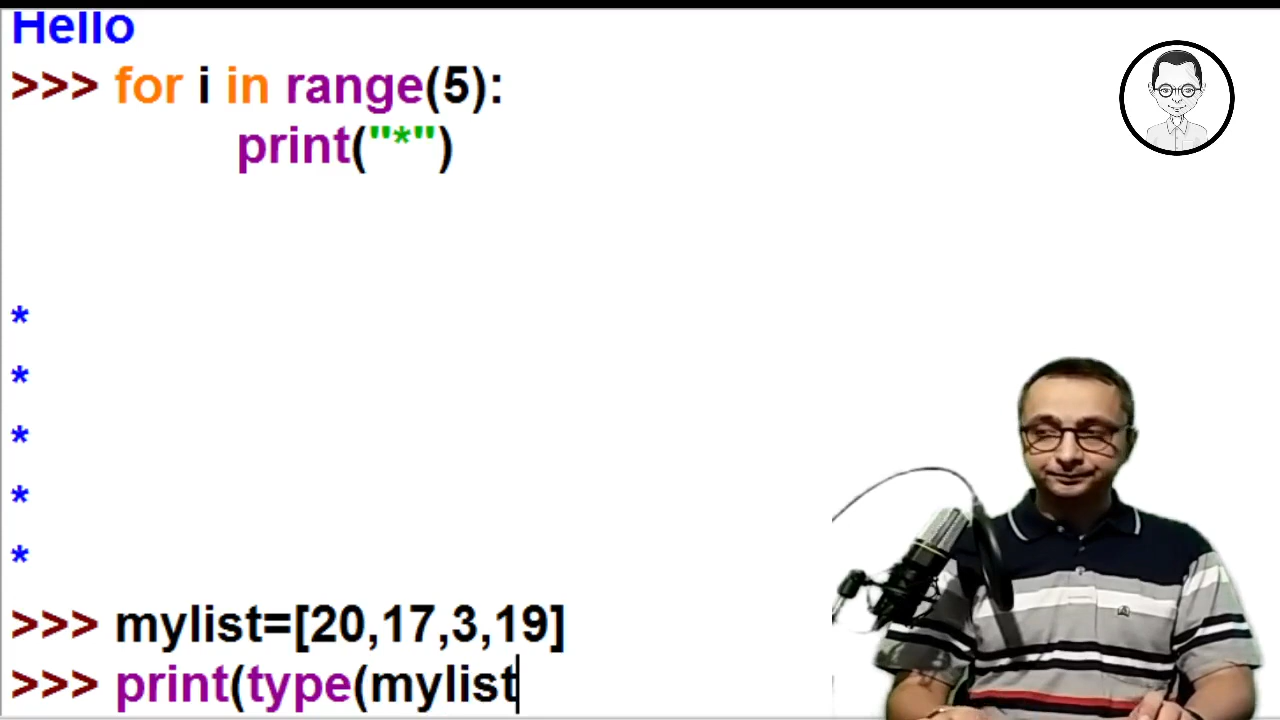 Hello
>>> for i in range(5):
print("*")
*
*
*
*
*
>>> mylist=[20,17,3,19]
>>> print(type(mylist